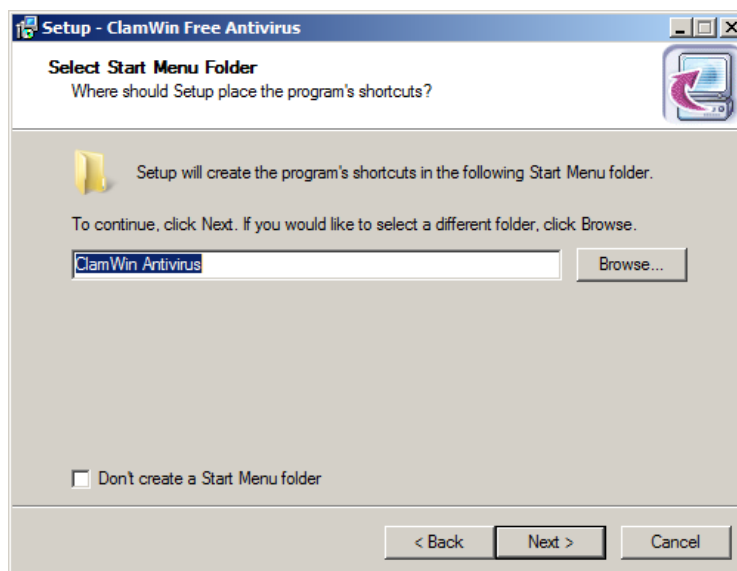 Setup - ClamWin Free Antivirus
Select Start Menu Folder
Where should Setup place the program's shortcuts?
Setup will create the program's shortcuts in the following Start Menu folder.
To continue, click Next. If you would like to select a different folder, click Browse.
ClamWin Antivirus
Browse...
Don't create a Start Menu folder
< Back
Next >
Cancel